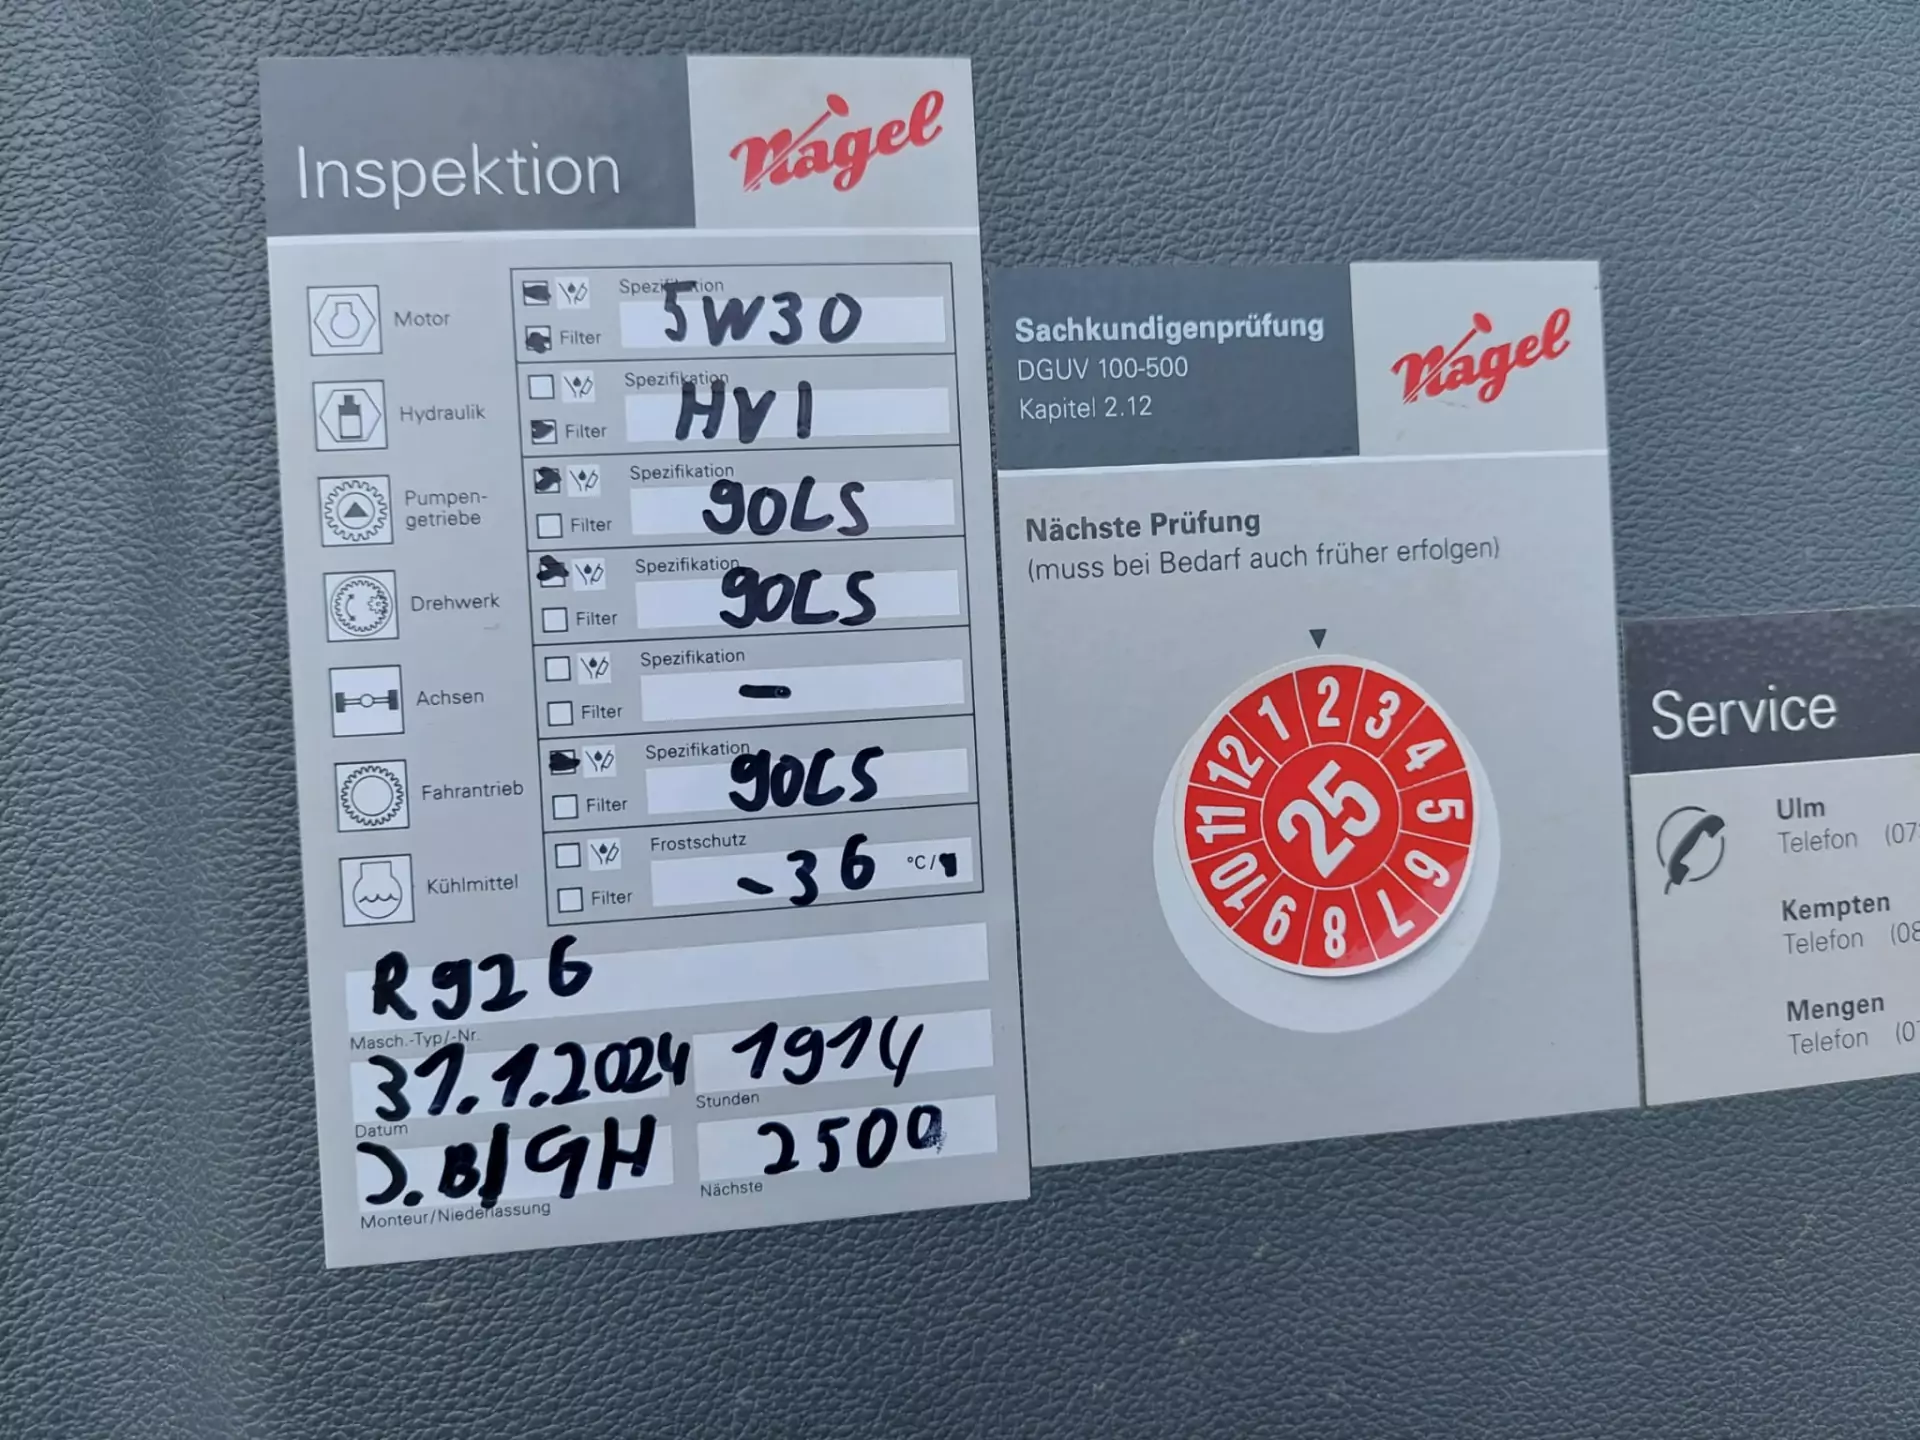 Inspektion
Nagel
Motor
Spezifikation
5W30
Filter
Hydraulik
Spezifikation
HV1
Filter
Pumpen-
getriebe
Spezifikation
90LS
Filter
Drehwerk
Spezifikation
90LS
Filter
Achsen
Spezifikation
-
Filter
Fahrantrieb
Spezifikation
90LS
Filter
Kühlmittel
Frostschutz
-36 °C/
Filter
R926
Masch.-Typ/-Nr.
31.1.2024
Datum
1914
Stunden
J.B/GH
Monteur/Niederlassung
2500
Nächste
Sachkundigenprüfung
DGUV 100-500
Kapitel 2.12
Nagel
Nächste Prüfung
(muss bei Bedarf auch früher erfolgen)
1 2 3 4 5 6 7 8 9 10 11 12
25
Service
Ulm
Telefon (07
Kempten
Telefon (08
Mengen
Telefon (0